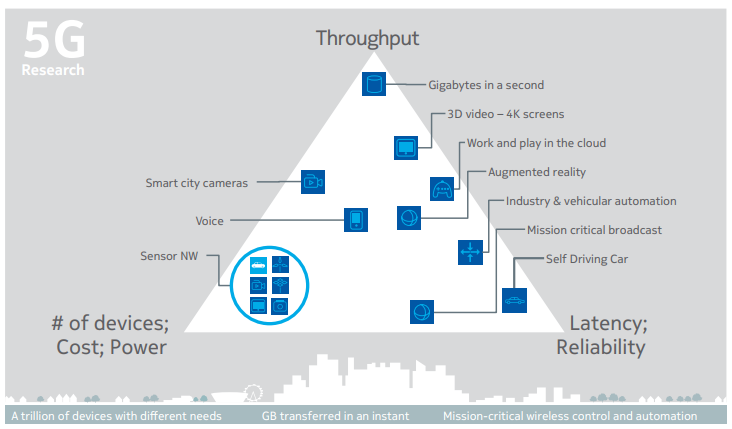 5G
Research
Throughput
Gigabytes in a second
3D video – 4K screens
Work and play in the cloud
Augmented reality
Smart city cameras
Industry & vehicular automation
Voice
Mission critical broadcast
Sensor NW
Self Driving Car
# of devices;
Cost; Power
Latency;
Reliability
A trillion of devices with different needs
GB transferred in an instant
Mission-critical wireless control and automation